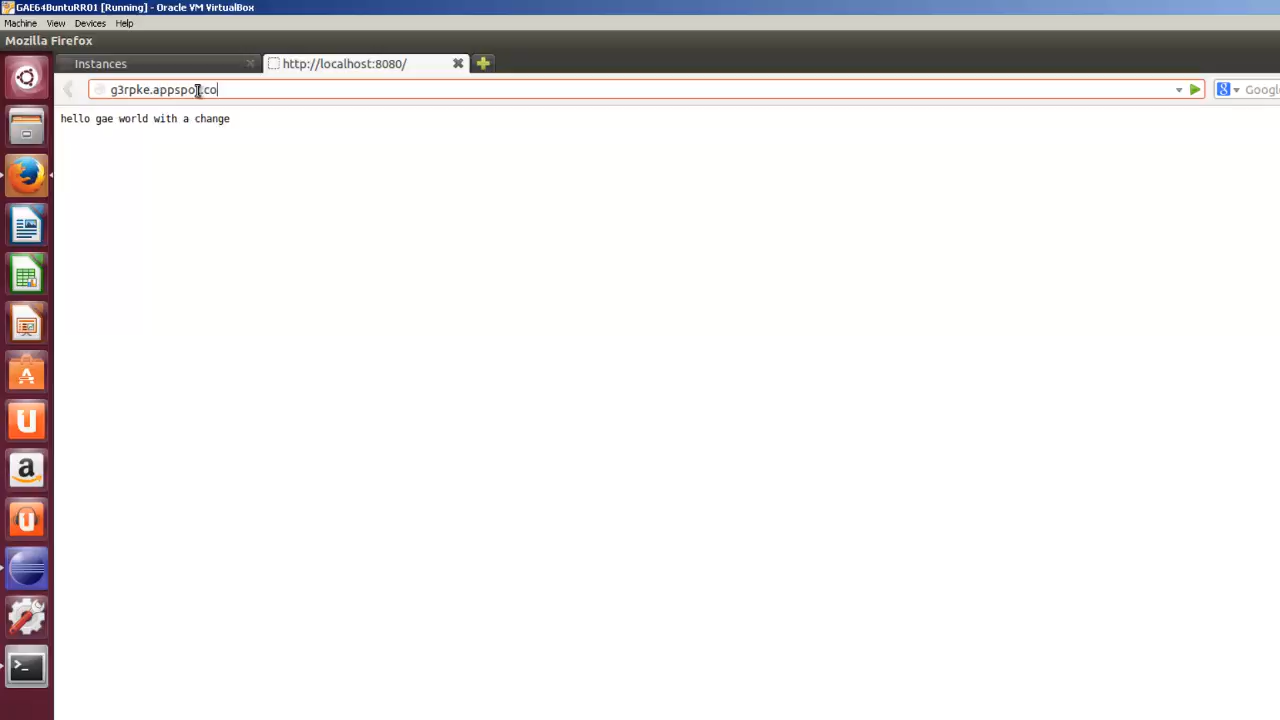 GAE64BuntuRR01 [Running] - Oracle VM VirtualBox
Machine View Devices Help
Mozilla Firefox
Instances http://localhost:8080/
g3rpke.appspot.co
Googl
hello gae world with a change